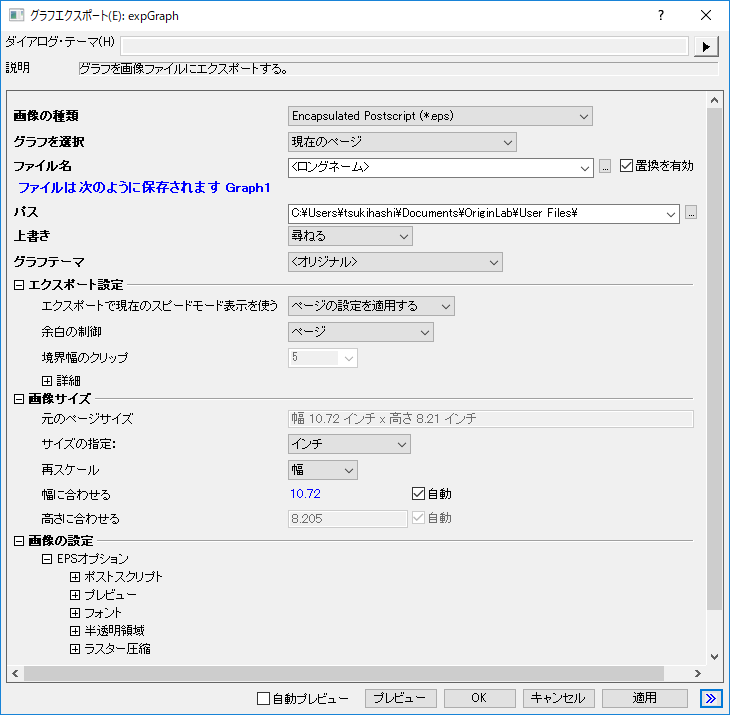 グラフエクスポート(E): expGraph
ダイアログ・テーマ(H)
説明 グラフを画像ファイルにエクスポートする。
画像の種類 Encapsulated Postscript (*.eps)
グラフを選択 現在のページ
ファイル名 <ロングネーム> ... 置換を有効
ファイルは次のように保存されます Graph1
パス C:¥Users¥tsukihashi¥Documents¥OriginLab¥User Files¥ ...
上書き 尋ねる
グラフテーマ <オリジナル>
エクスポート設定
エクスポートで現在のスピードモード表示を使う ページの設定を適用する
余白の制御 ページ
境界幅のクリップ 5
詳細
画像サイズ
元のページサイズ 幅 10.72 インチ x 高さ 8.21 インチ
サイズの指定: インチ
再スケール 幅
幅に合わせる 10.72 自動
高さに合わせる 8.205 自動
画像の設定
EPSオプション
ポストスクリプト
プレビュー
フォント
半透明領域
ラスター圧縮
自動プレビュー プレビュー OK キャンセル 適用